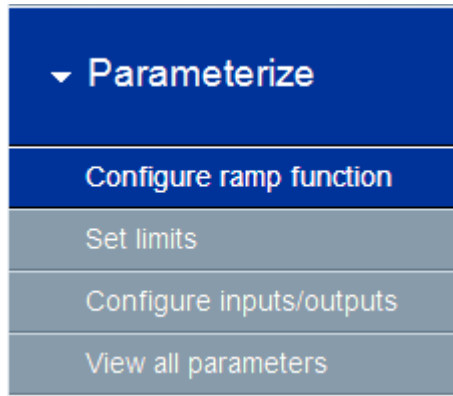 Parameterize
Configure ramp function
Set limits
Configure inputs/outputs
View all parameters